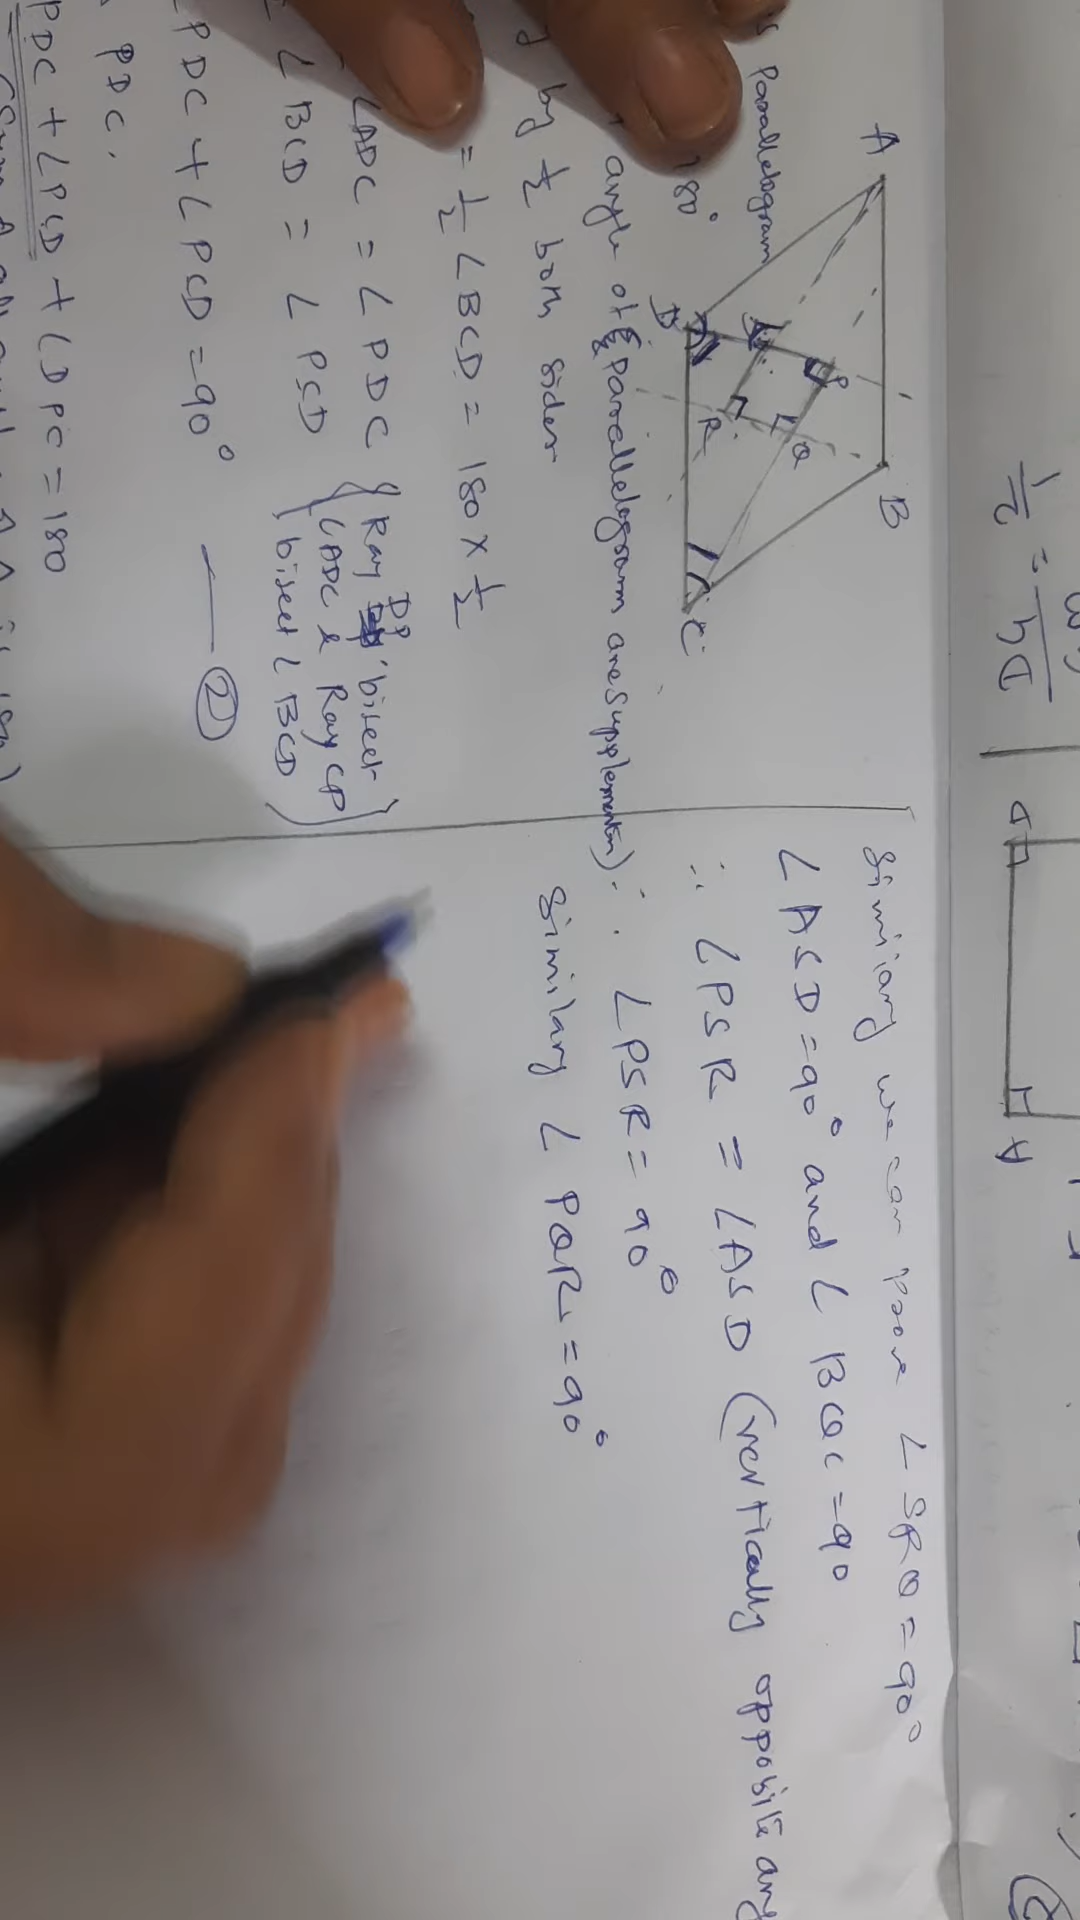 Parallelogram
180°
angle of Parallelogram are supplementary)
by ½ both sides
= ½ ∠BCD = 180 × ½
∠ADC = ∠PDC { Ray DP bisect
∠BCD = ∠PCD { ∠ADC & Ray CP
bisect ∠BCD)
PDC + ∠PCD = 90° —— ②
PDC.
PDC + ∠PCD + ∠DPC = 180
A
B
C
D
P
Q
R
similary we can prove ∠SRQ = 90°
∠ASD = 90° and ∠BQC = 90
∴ ∠PSR = ∠ASD (vertically opposite ang
∴ ∠PSR = 90°
similary ∠PQR = 90°